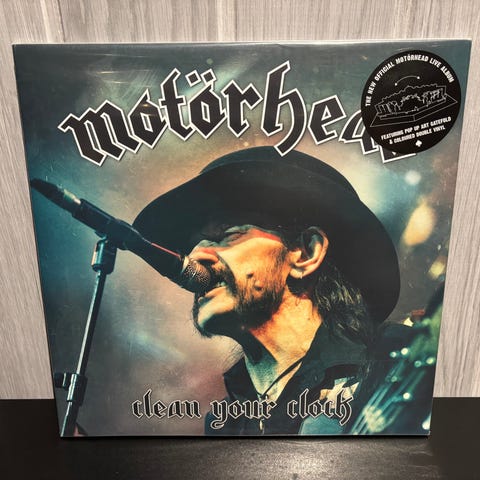 motörhead
THE NEW OFFICIAL MOTÖRHEAD LIVE ALBUM
FEATURING POP UP ART GATEFOLD
& COLOURED DOUBLE VINYL
clean your clock